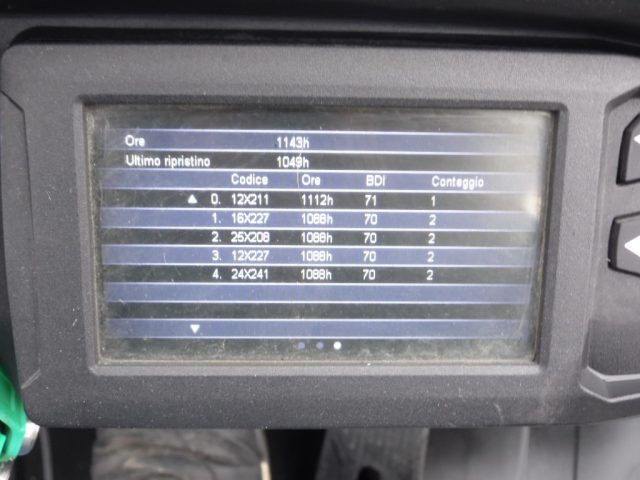 Ore 1143h
Ultimo ripristino 1049h
Codice Ore BDI Conteggio
0. 12X211 1112h 71 1
1. 16X227 1088h 70 2
2. 25X208 1088h 70 2
3. 12X227 1088h 70 2
4. 24X241 1088h 70 2